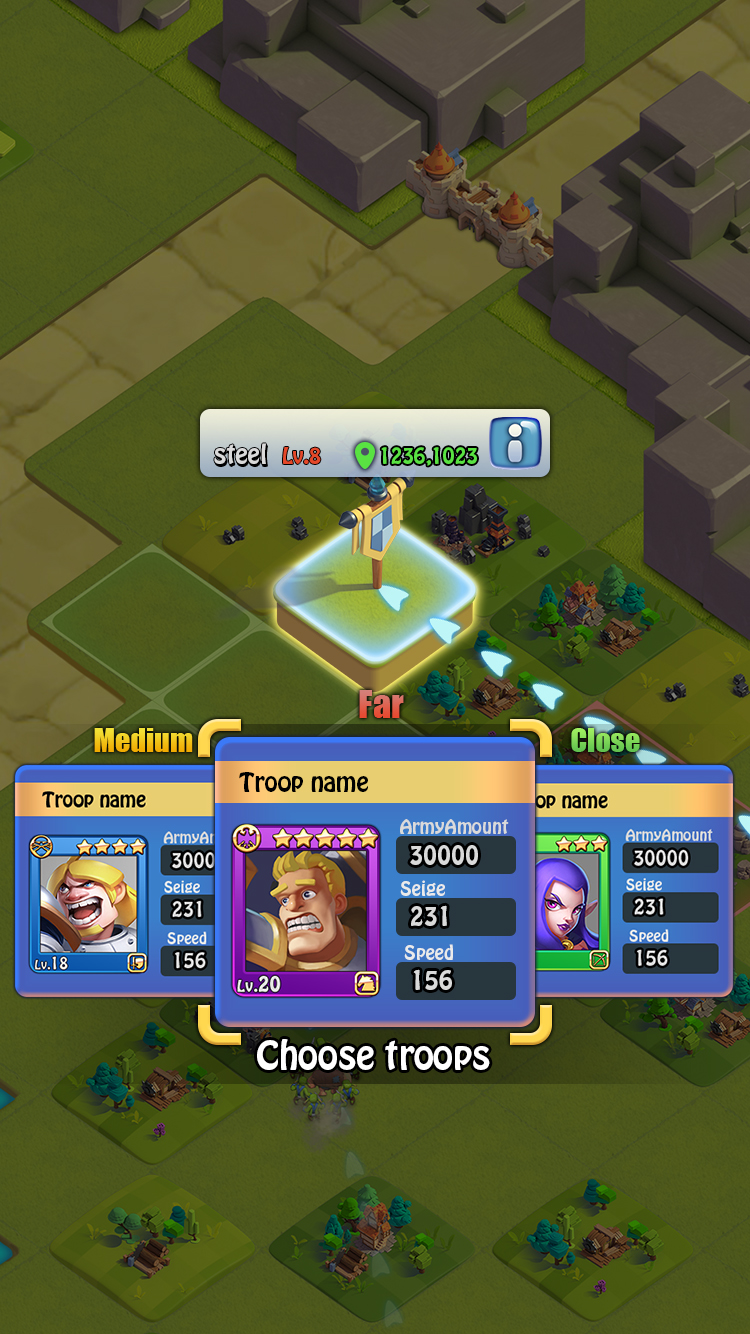 steel Lv.8 1236,1023
Far
Medium
Close
Troop name
ArmyAm
3000
Seige
231
Speed
156
Lv.18
Troop name
ArmyAmount
30000
Seige
231
Speed
156
Lv.20
op name
ArmyAmount
30000
Seige
231
Speed
156
Choose troops